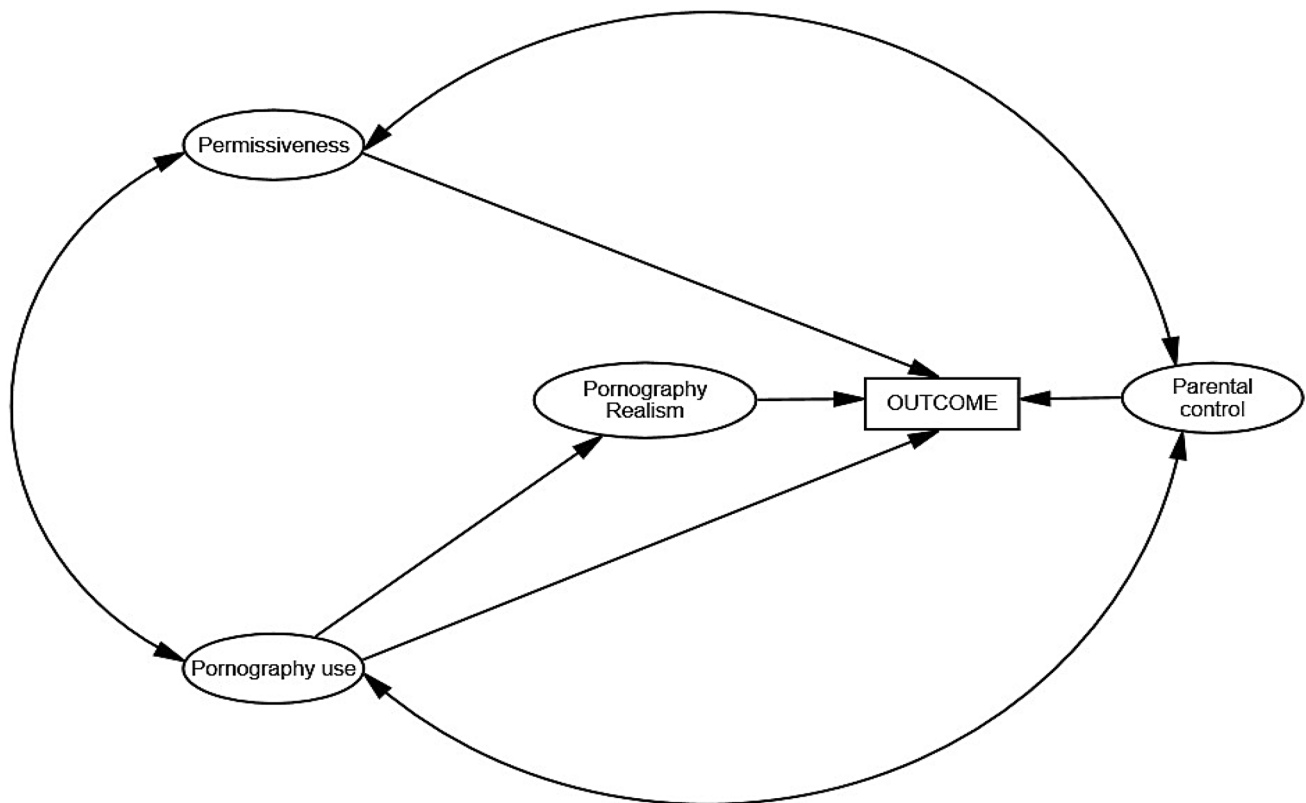 Permissiveness
Pornography
Realism
OUTCOME
Parental
control
Pornography use